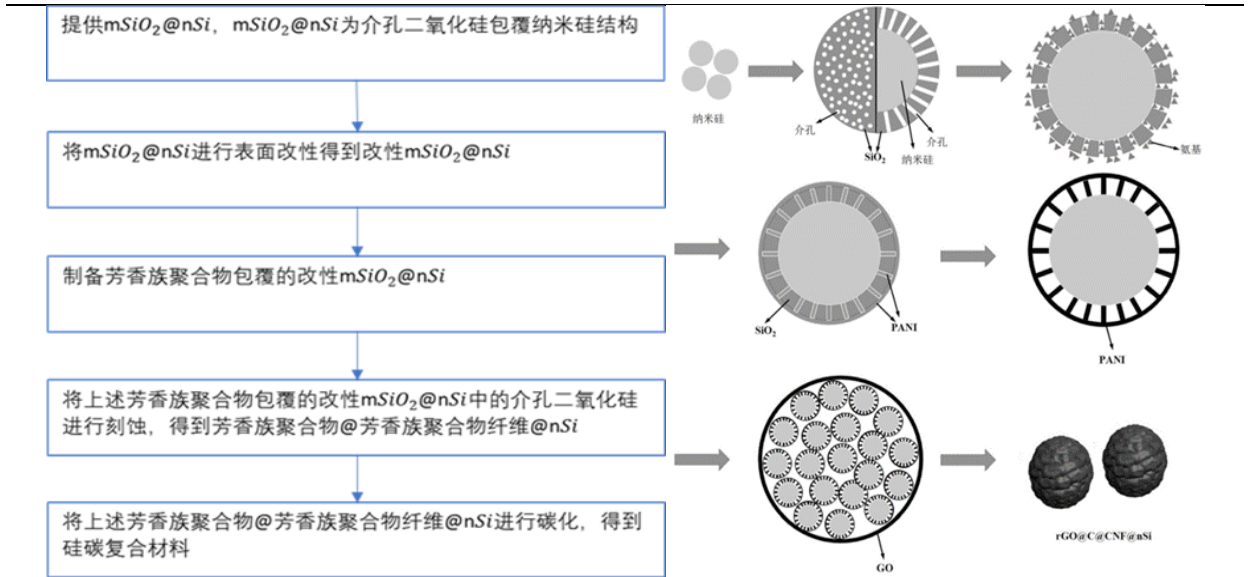 提供mSiO₂@nSi，mSiO₂@nSi为介孔二氧化硅包覆纳米硅结构
将mSiO₂@nSi进行表面改性得到改性mSiO₂@nSi
制备芳香族聚合物包覆的改性mSiO₂@nSi
将上述芳香族聚合物包覆的改性mSiO₂@nSi中的介孔二氧化硅
进行刻蚀，得到芳香族聚合物@芳香族聚合物纤维@nSi
将上述芳香族聚合物@芳香族聚合物纤维@nSi进行碳化，得到
硅碳复合材料
纳米硅
介孔
SiO₂
纳米硅
介孔
氨基
SiO₂
PANI
PANI
GO
rGO@C@CNF@nSi